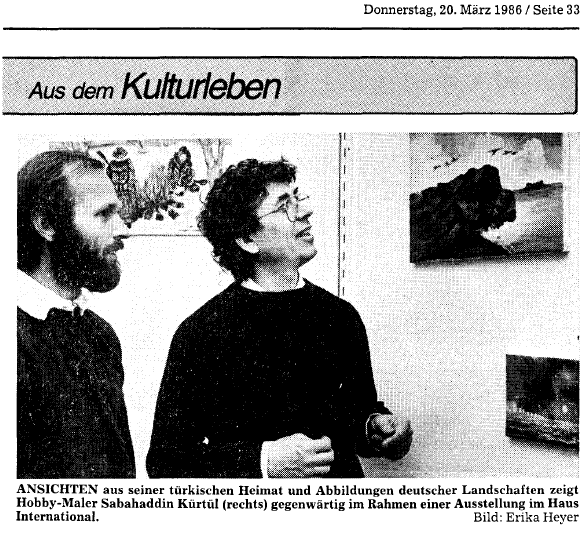 Donnerstag, 20. März 1986 / Seite 33
Aus dem Kulturleben
ANSICHTEN aus seiner türkischen Heimat und Abbildungen deutscher Landschaften zeigt
Hobby-Maler Sabahaddin Kürtül (rechts) gegenwärtig im Rahmen einer Ausstellung im Haus
International.
Bild: Erika Heyer